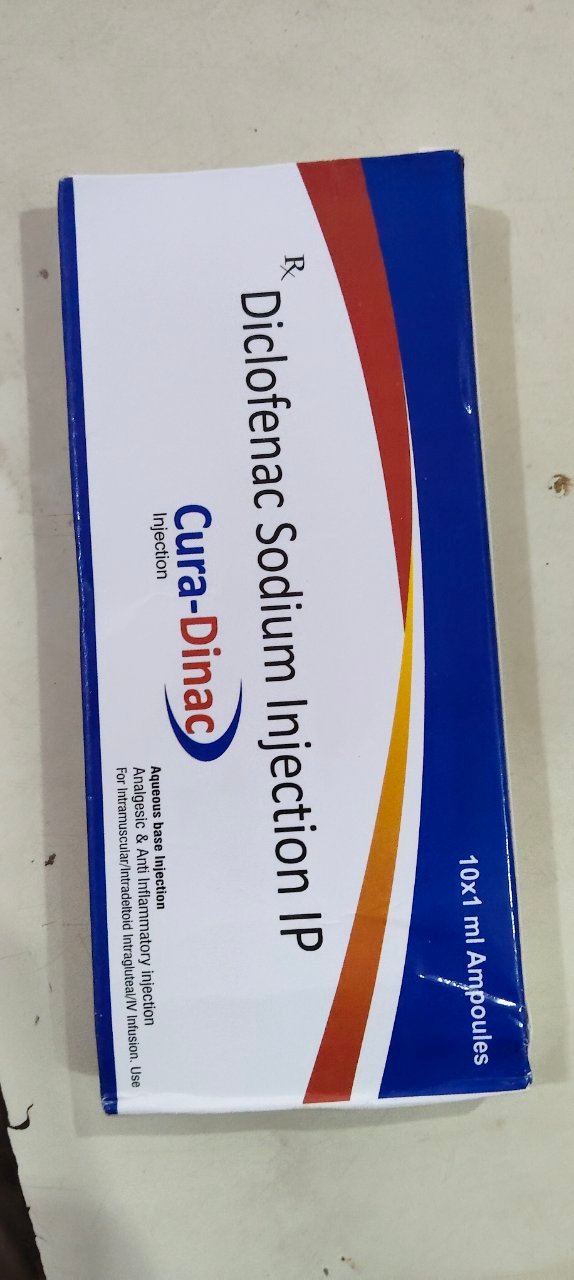 10x1 ml Ampoules
Rx
Diclofenac Sodium Injection IP
Cura-Dinac
Injection
Aqueous base Injection
Analgesic & Anti Inflammatory injection
For Intramuscular/Intradeltoid Intragluteal/IV Infusion. Use